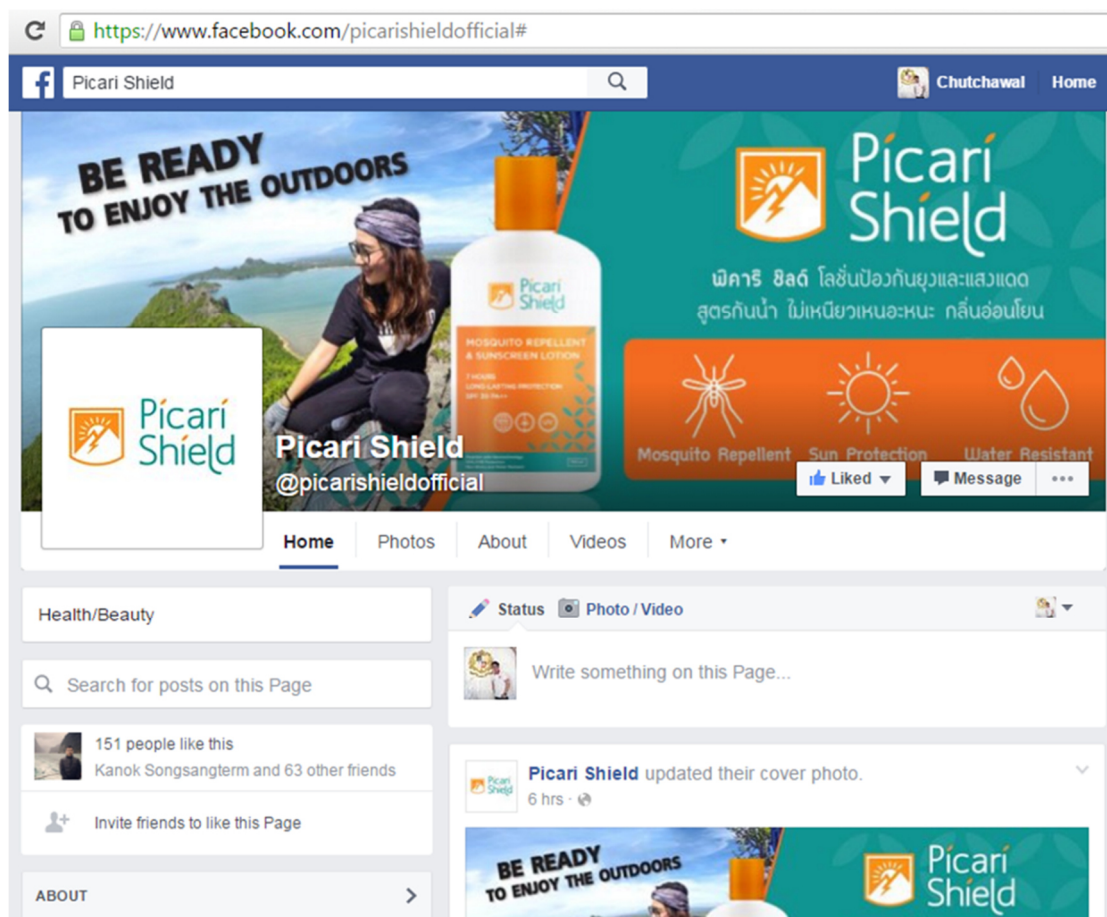 https://www.facebook.com/picarishieldofficial#
Picari Shield
Chutchawal
Home
BE READY
TO ENJOY THE OUTDOORS
Picari
Shield
พิคาริ ชิลด์ โลชั่นป้องกันยุงและแสงแดด
สูตรกันน้ำ ไม่เหนียวเหนอะหนะ กลิ่นอ่อนโยน
Picari
Shield
MOSQUITO REPELLENT
& SUNSCREEN LOTION
7 HOURS
LONG-LASTING PROTECTION
SPF 30 PA++
Mosquito Repellent
Sun Protection
Water Resistant
Picari
Shield
Picari Shield
@picarishieldofficial
Liked
Message
Home
Photos
About
Videos
More
Health/Beauty
Search for posts on this Page
151 people like this
Kanok Songsangterm and 63 other friends
Invite friends to like this Page
ABOUT
Status
Photo / Video
Write something on this Page...
Picari
Shield
Picari Shield updated their cover photo.
6 hrs
BE READY
TO ENJOY THE OUTDOORS
Picari
Shield